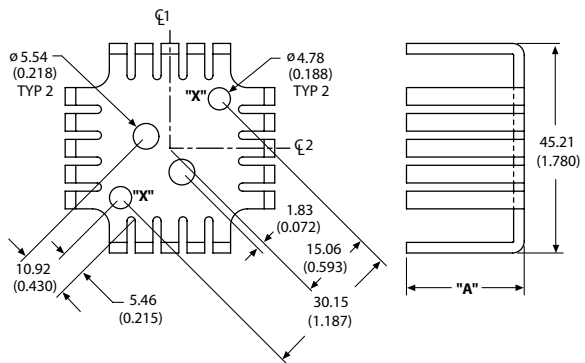 ℄1
ø 5.54
(0.218)
TYP 2
ø 4.78
(0.188)
TYP 2
"X"
℄2
45.21
(1.780)
"X"
1.83
(0.072)
15.06
(0.593)
10.92
(0.430)
30.15
(1.187)
5.46
(0.215)
"A"